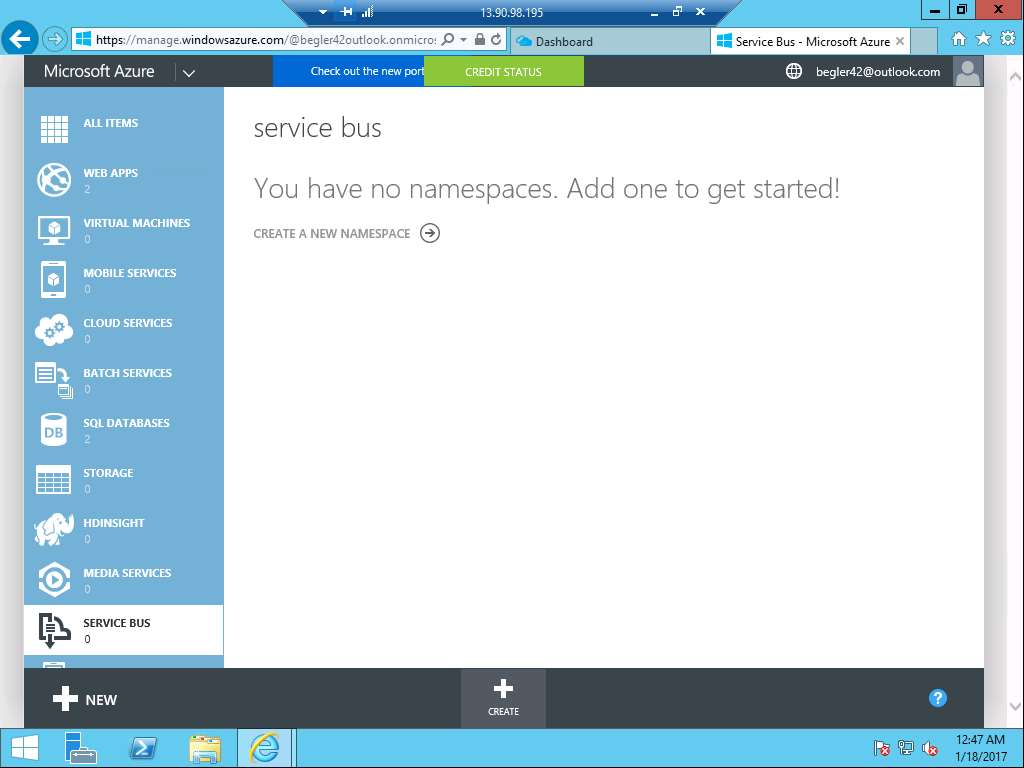 13.90.98.195
https://manage.windowsazure.com/@begler42outlook.onmicros
Dashboard
Service Bus - Microsoft Azure
Microsoft Azure
Check out the new port
CREDIT STATUS
begler42@outlook.com
ALL ITEMS
WEB APPS
2
VIRTUAL MACHINES
0
MOBILE SERVICES
0
CLOUD SERVICES
0
BATCH SERVICES
0
DB
SQL DATABASES
2
STORAGE
0
HDINSIGHT
0
MEDIA SERVICES
0
SERVICE BUS
0
service bus
You have no namespaces. Add one to get started!
CREATE A NEW NAMESPACE
NEW
CREATE
?
12:47 AM
1/18/2017